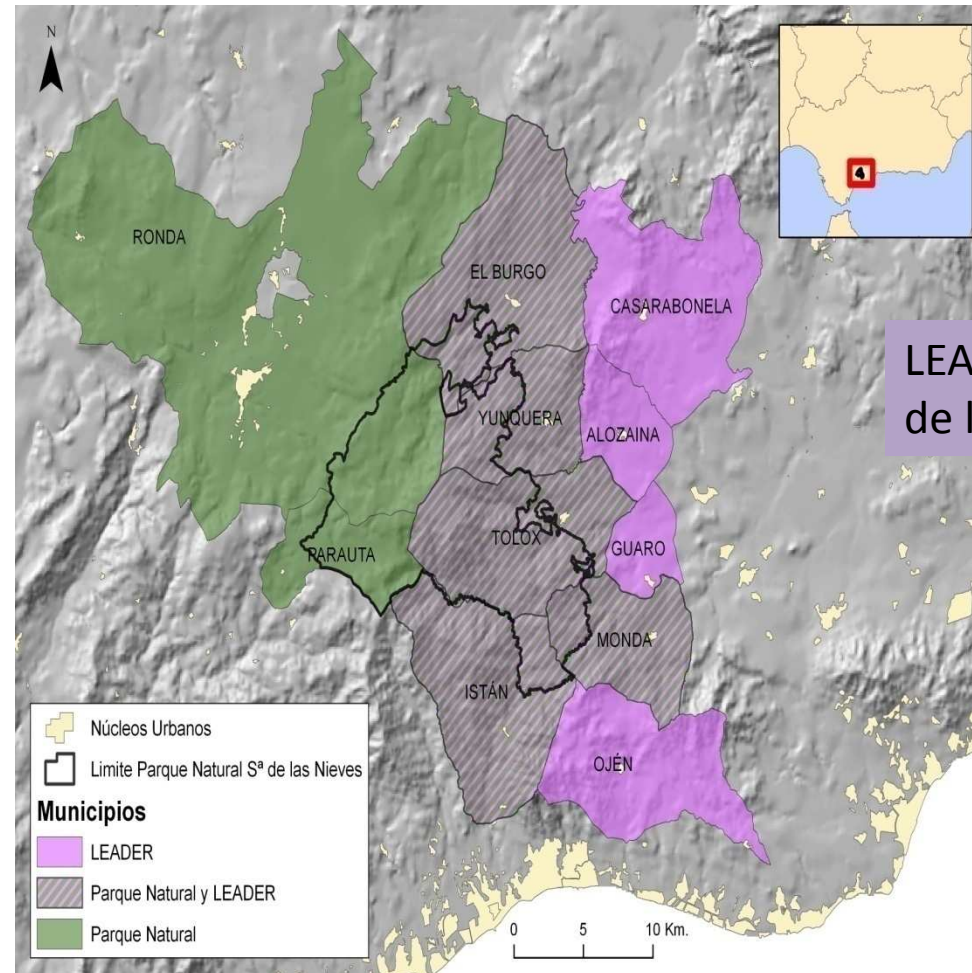 N
RONDA
EL BURGO
CASARABONELA
LEA
de l
YUNQUERA
ALOZAINA
TOLOX
GUARO
PARAUTA
MONDA
ISTÁN
OJÉN
Núcleos Urbanos
Limite Parque Natural Sª de las Nieves
Municipios
LEADER
Parque Natural y LEADER
Parque Natural
0 5 10 Km.